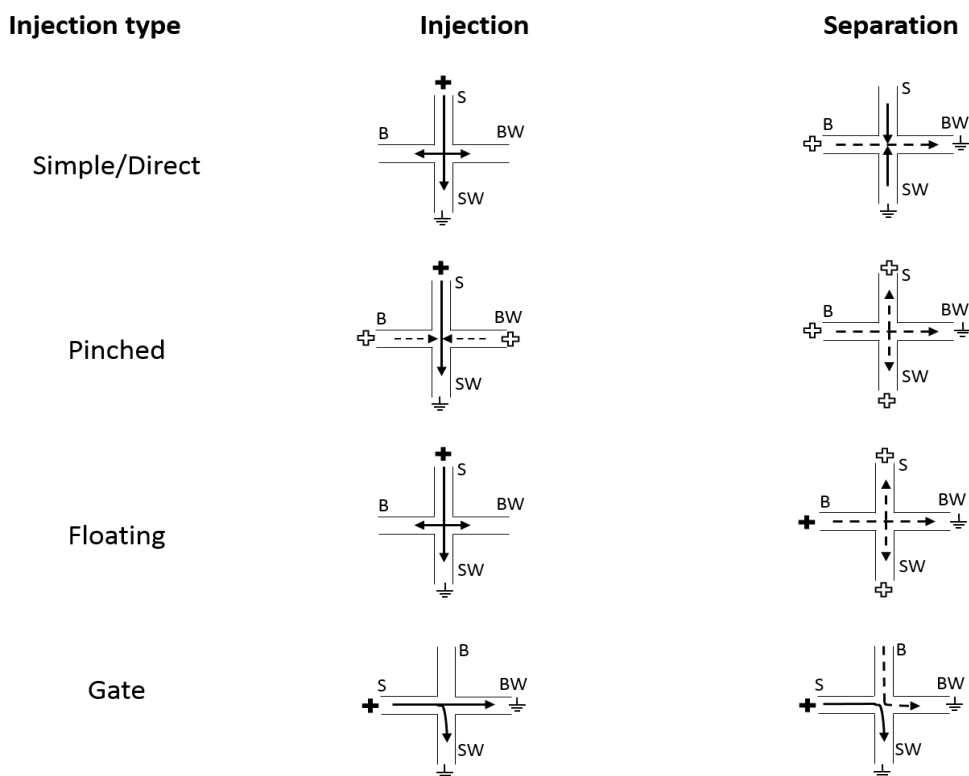 Injection type Injection Separation
S
B BW
SW
S
B BW
SW
Simple/Direct
S
B BW
SW
S
B BW
SW
Pinched
S
B BW
SW
S
B BW
SW
Floating
B
S BW
SW
B
S BW
SW
Gate